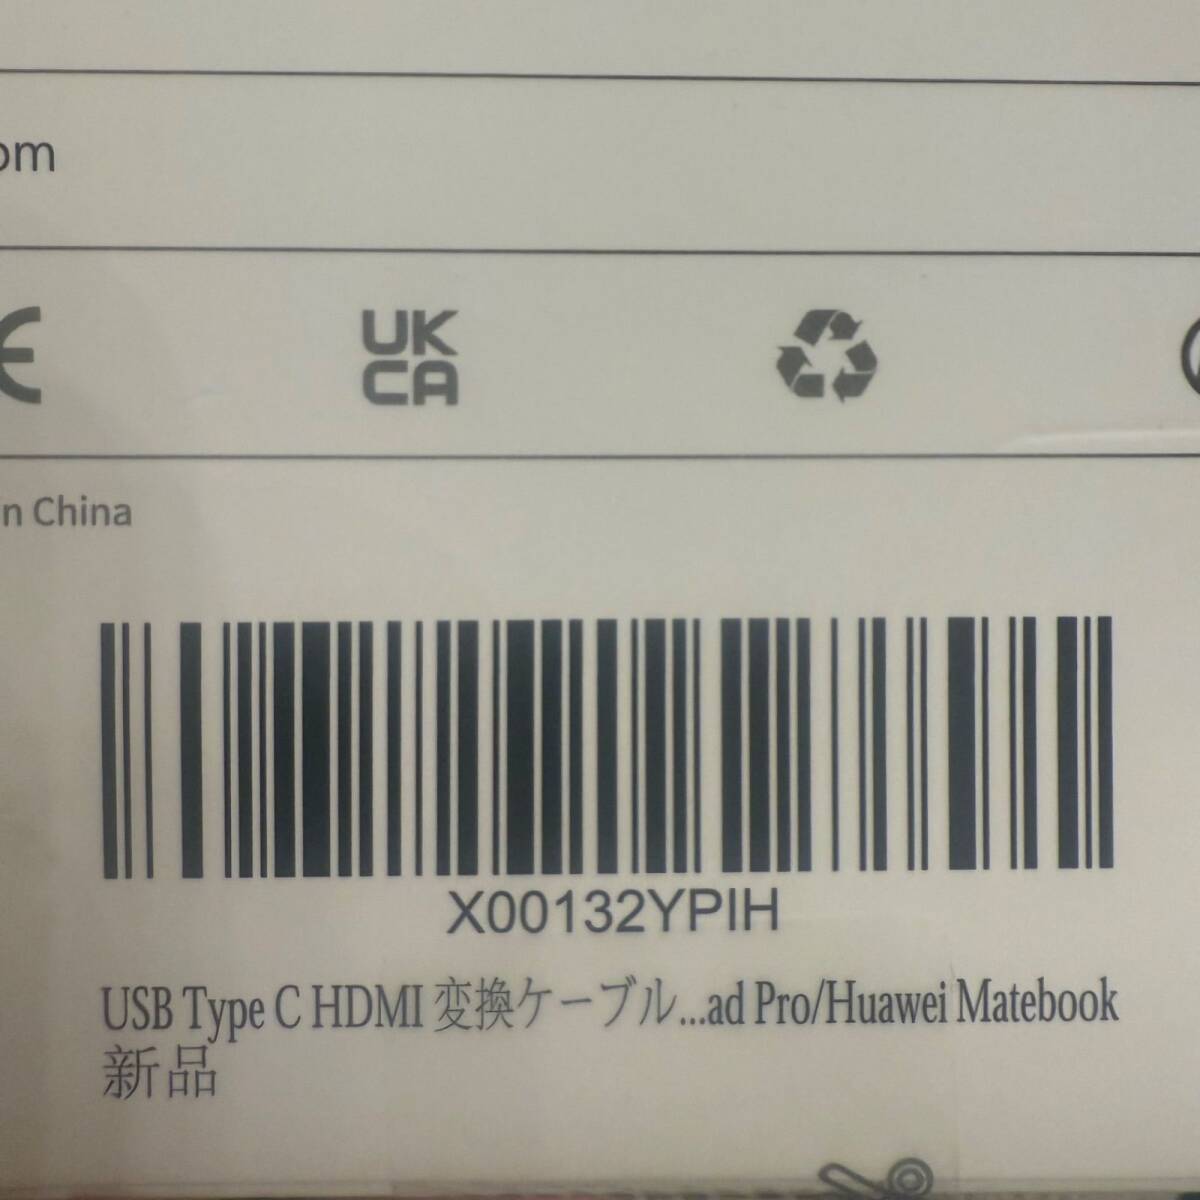 om
CE
UK
CA
n China
X00132YPIH
USB Type C HDMI 変換ケーブル...ad Pro/Huawei Matebook
新品